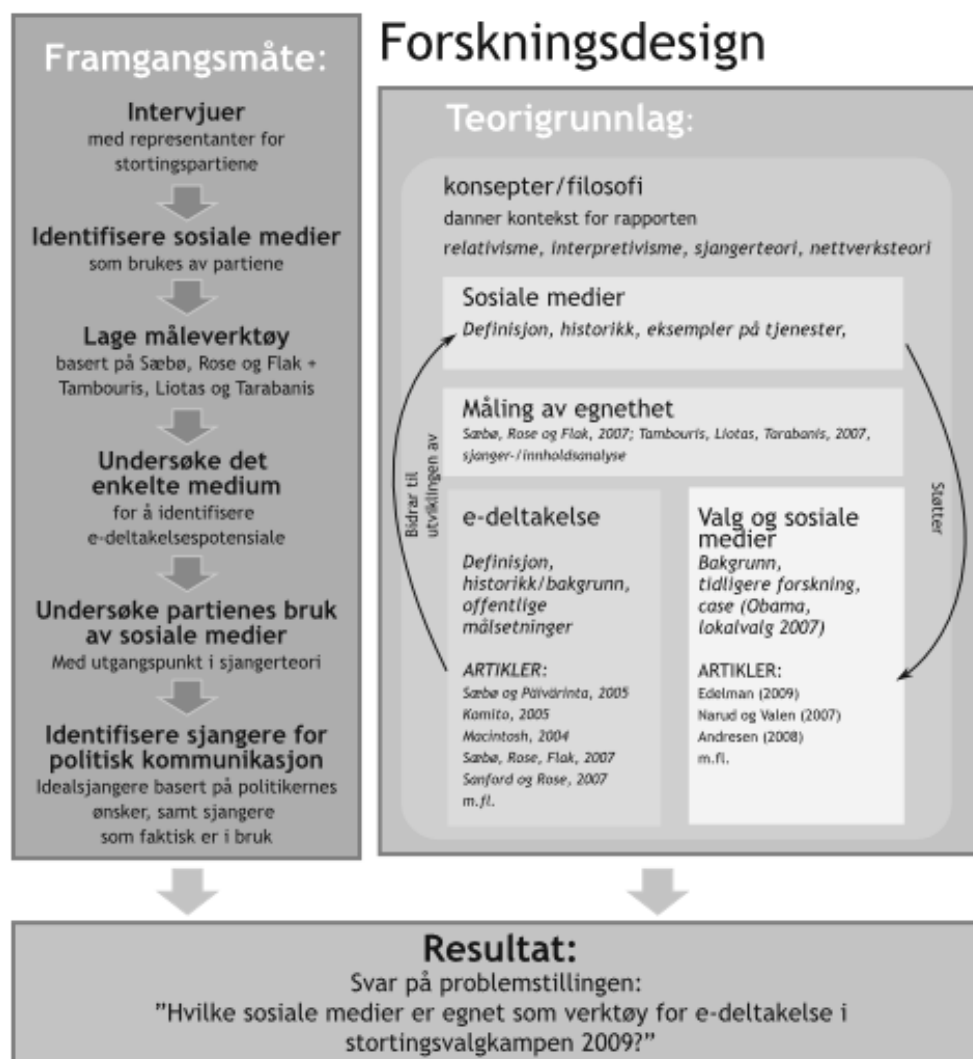 Forskningsdesign
Framgangsmåte:
Intervjuer
med representanter for
stortingspartiene
Identifisere sosiale medier
som brukes av partiene
Lage måleverktøy
basert på Sæbø, Rose og Flak +
Tambouris, Liotas og Tarabanis
Undersøke det
enkelte medium
for å identifisere
e-deltakelsespotensiale
Undersøke partienes bruk
av sosiale medier
Med utgangspunkt i sjangerteori
Identifisere sjangere for
politisk kommunikasjon
Idealsjangere basert på politikernes
ønsker, samt sjangere
som faktisk er i bruk
Teorigrunnlag:
konsepter/filosofi
danner kontekst for rapporten
relativisme, interpretivisme, sjangerteori, nettverksteori
Sosiale medier
Definisjon, historikk, eksempler på tjenester,
Måling av egnethet
Sæbø, Rose og Flak, 2007; Tambouris, Liotas, Tarabanis, 2007,
sjanger-/innholdsanalyse
Bidrar til
utviklingen av
e-deltakelse
Definisjon,
historikk/bakgrunn,
offentlige
målsetninger
ARTIKLER:
Sæbø og Päivärinta, 2005
Komito, 2005
Macintosh, 2004
Sæbø, Rose, Flak, 2007
Sanford og Rose, 2007
m.fl.
Valg og sosiale
medier
Bakgrunn,
tidligere forskning,
case (Obama,
lokalvalg 2007)
ARTIKLER:
Edelman (2009)
Narud og Valen (2007)
Andresen (2008)
m.fl.
Støtter
Resultat:
Svar på problemstillingen:
"Hvilke sosiale medier er egnet som verktøy for e-deltakelse i
stortingsvalgkampen 2009?"